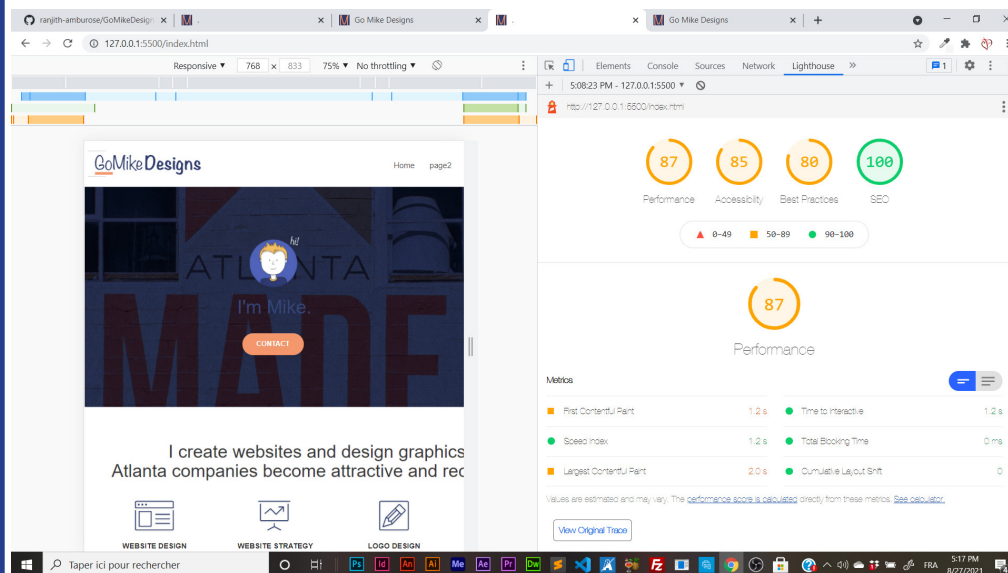 ranjith-amburose/GoMikeDesign
.
Go Mike Designs
.
Go Mike Designs
127.0.0.1:5500/index.html
Responsive ▼ 768 × 833 75% ▼ No throttling ▼
Elements Console Sources Network Lighthouse » 1
5:08:23 PM - 127.0.0.1:5500 ▼
http://127.0.0.1:5500/index.html
GoMikeDesigns
Home page2
hi!
ATLANTA
MADE
I'm Mike.
CONTACT
I create websites and design graphics
Atlanta companies become attractive and rec
WEBSITE DESIGN WEBSITE STRATEGY LOGO DESIGN
87 85 80 100
Performance Accessibility Best Practices SEO
0–49 50–89 90–100
87
Performance
Metrics
First Contentful Paint 1.2 s
Time to Interactive 1.2 s
Speed Index 1.2 s
Total Blocking Time 0 ms
Largest Contentful Paint 2.0 s
Cumulative Layout Shift 0
Values are estimated and may vary. The performance score is calculated directly from these metrics. See calculator.
View Original Trace
Taper ici pour rechercher
Ps Id An Ai Me Ae Pr Dw
FRA
5:17 PM
8/27/2021